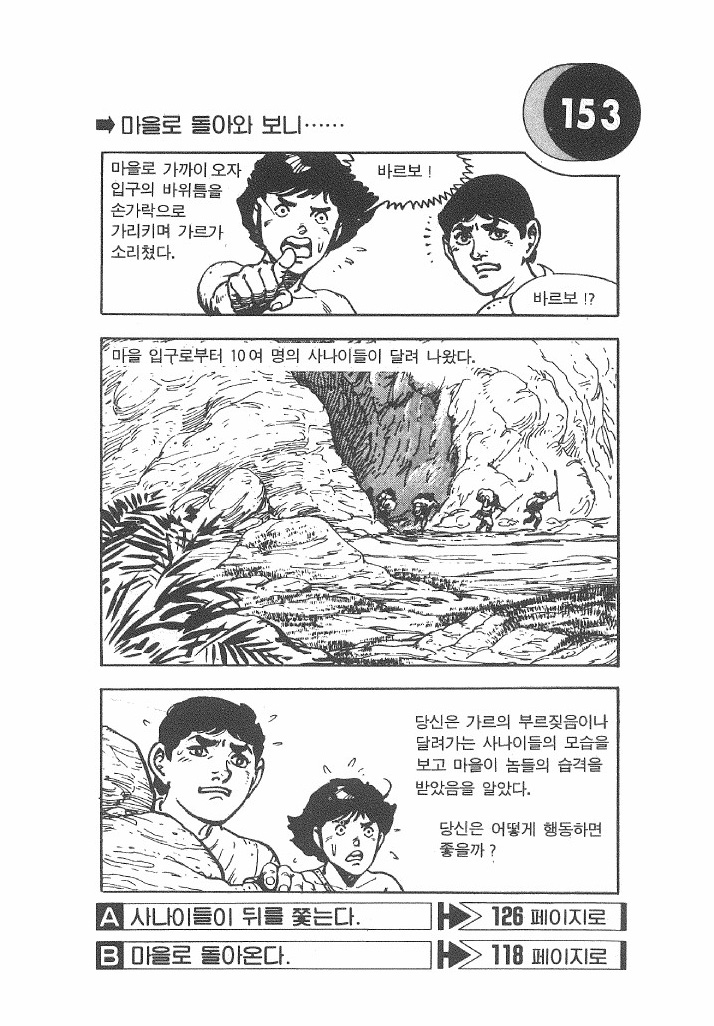 153
➡ 마을로 돌아와 보니……
마을로 가까이 오자
입구의 바위틈을
손가락으로
가리키며 가르가
소리쳤다.
바르보 !
바르보 !?
마을 입구로부터 10여 명의 사나이들이 달려 나왔다.
당신은 가르의 부르짖음이나
달려가는 사나이들의 모습을
보고 마을이 놈들의 습격을
받았음을 알았다.
당신은 어떻게 행동하면
좋을까 ?
A 사나이들이 뒤를 쫓는다. 126 페이지로
B 마을로 돌아온다. 118 페이지로